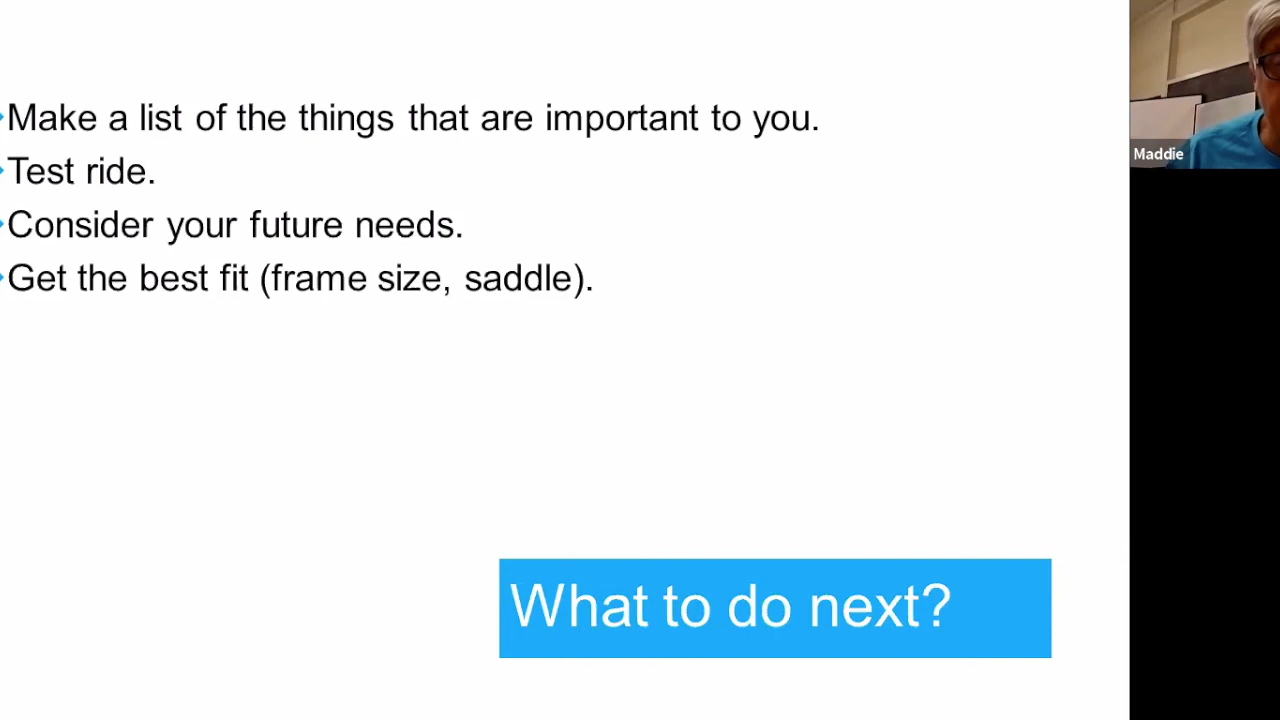 Make a list of the things that are important to you.
Test ride.
Consider your future needs.
Get the best fit (frame size, saddle).
What to do next?
Maddie